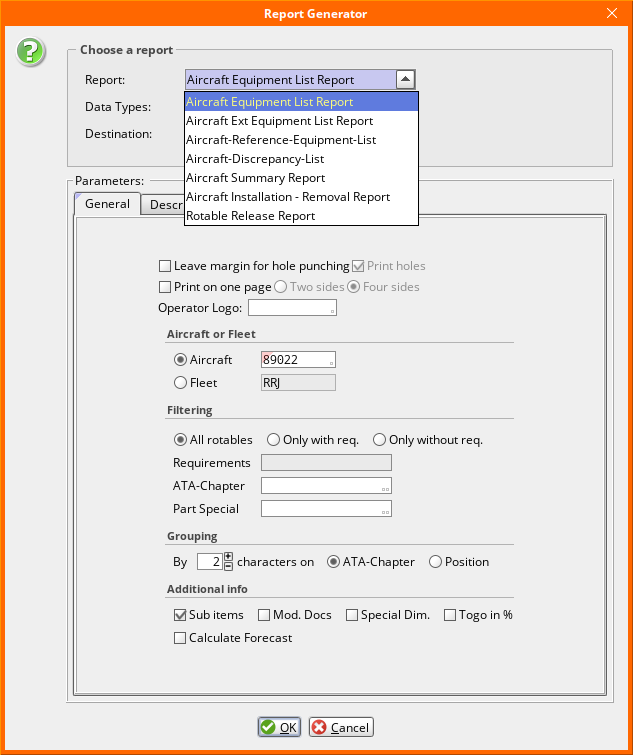 Report Generator
Choose a report
Report: Aircraft Equipment List Report
Aircraft Equipment List Report
Data Types:
Aircraft Ext Equipment List Report
Destination:
Aircraft-Reference-Equipment-List
Aircraft-Discrepancy-List
Aircraft Summary Report
Aircraft Installation - Removal Report
Rotable Release Report
Parameters:
General Descr
Leave margin for hole punching Print holes
Print on one page Two sides Four sides
Operator Logo:
Aircraft or Fleet
Aircraft 89022
Fleet RRJ
Filtering
All rotables Only with req. Only without req.
Requirements
ATA-Chapter
Part Special
Grouping
By 2 characters on ATA-Chapter Position
Additional info
Sub items Mod. Docs Special Dim. Togo in %
Calculate Forecast
OK Cancel